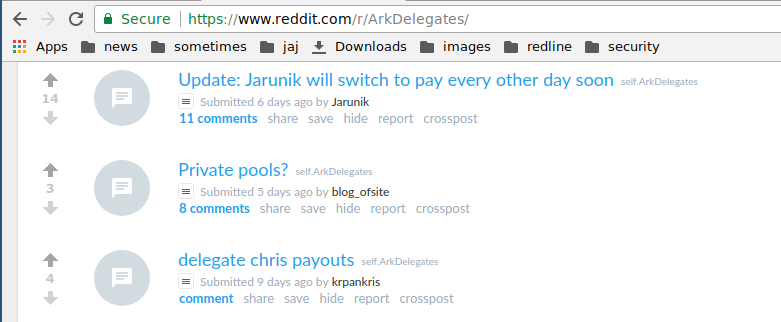 Secure https://www.reddit.com/r/ArkDelegates/
Apps news sometimes jaj Downloads images redline security
14
Update: Jarunik will switch to pay every other day soon self.ArkDelegates
Submitted 6 days ago by Jarunik
11 comments share save hide report crosspost
3
Private pools? self.ArkDelegates
Submitted 5 days ago by blog_ofsite
8 comments share save hide report crosspost
4
delegate chris payouts self.ArkDelegates
Submitted 9 days ago by krpankris
comment share save hide report crosspost